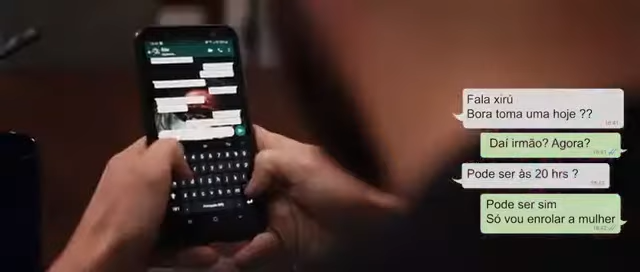 Fala xirú
Bora toma uma hoje ??
Daí irmão? Agora?
Pode ser às 20 hrs ?
Pode ser sim
Só vou enrolar a mulher